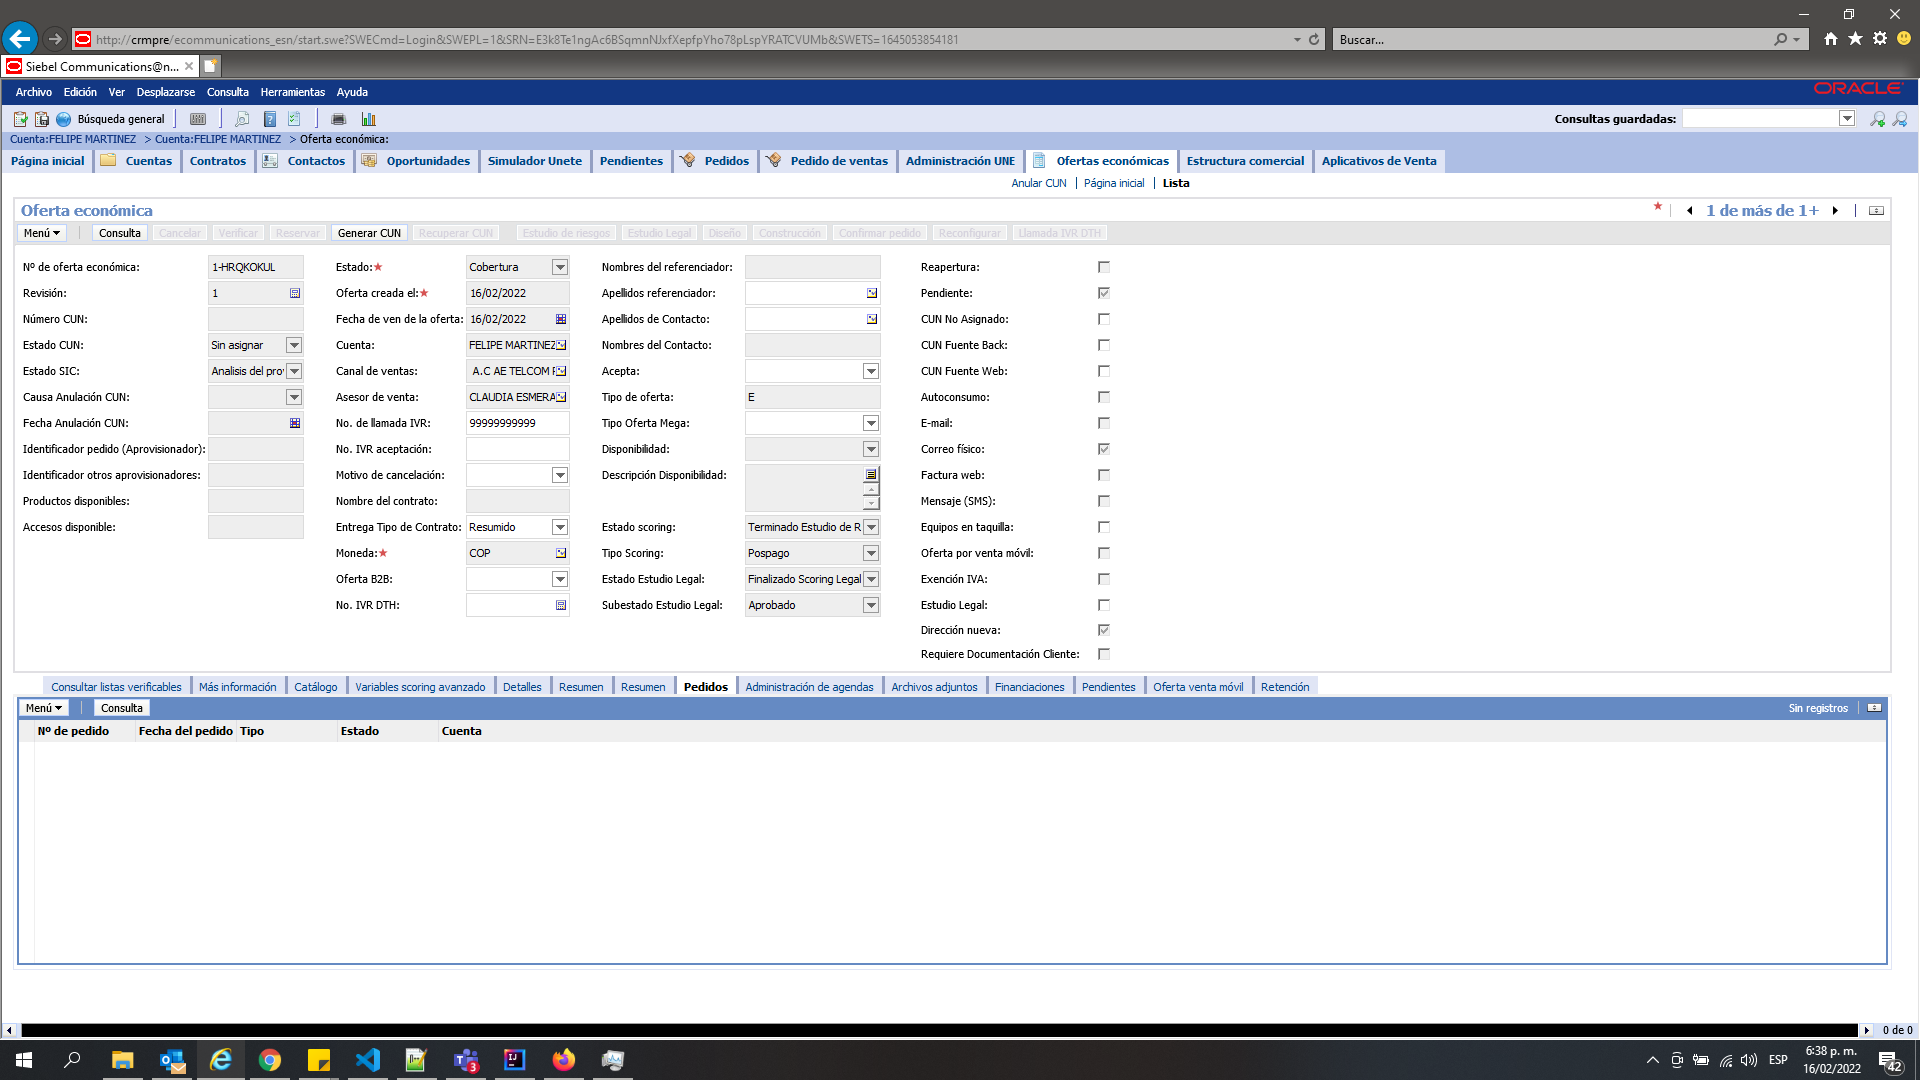 http://crmpre/ecommunications_esn/start.swe?SWECmd=Login&SWEPL=1&SRN=E3k8Te1ngAc6BSqmnNJxfXepfpYho78pLspYRATCVUMb&SWETS=1645053854181
Buscar...
Siebel Communications@n...
Archivo Edición Ver Desplazarse Consulta Herramientas Ayuda
ORACLE
Búsqueda general
Consultas guardadas:
Cuenta:FELIPE MARTINEZ > Cuenta:FELIPE MARTINEZ > Oferta económica:
Página inicial Cuentas Contratos Contactos Oportunidades Simulador Unete Pendientes Pedidos Pedido de ventas Administración UNE Ofertas económicas Estructura comercial Aplicativos de Venta
Anular CUN | Página inicial | Lista
Oferta económica
1 de más de 1+
Menú Consulta Cancelar Verificar Reservar Generar CUN Recuperar CUN Estudio de riesgos Estudio Legal Diseño Construcción Confirmar pedido Reconfigurar Llamada IVR DTH
Nº de oferta económica: 1-HRQKOKUL Estado:★ Cobertura Nombres del referenciador: Reapertura:
Revisión: 1 Oferta creada el:★ 16/02/2022 Apellidos referenciador: Pendiente:
Número CUN: Fecha de ven de la oferta: 16/02/2022 Apellidos de Contacto: CUN No Asignado:
Estado CUN: Sin asignar Cuenta: FELIPE MARTINEZ Nombres del Contacto: CUN Fuente Back:
Estado SIC: Analisis del pro Canal de ventas: A.C AE TELCOM Acepta: CUN Fuente Web:
Causa Anulación CUN: Asesor de venta: CLAUDIA ESMERA Tipo de oferta: E Autoconsumo:
Fecha Anulación CUN: No. de llamada IVR: 99999999999 Tipo Oferta Mega: E-mail:
Identificador pedido (Aprovisionador): No. IVR aceptación: Disponibilidad: Correo físico:
Identificador otros aprovisionadores: Motivo de cancelación: Descripción Disponibilidad: Factura web:
Productos disponibles: Nombre del contrato: Mensaje (SMS):
Accesos disponible: Entrega Tipo de Contrato: Resumido Estado scoring: Terminado Estudio de R Equipos en taquilla:
Moneda:★ COP Tipo Scoring: Pospago Oferta por venta móvil:
Oferta B2B: Estado Estudio Legal: Finalizado Scoring Legal Exención IVA:
No. IVR DTH: Subestado Estudio Legal: Aprobado Estudio Legal:
Dirección nueva:
Requiere Documentación Cliente:
Consultar listas verificables Más información Catálogo Variables scoring avanzado Detalles Resumen Resumen Pedidos Administración de agendas Archivos adjuntos Financiaciones Pendientes Oferta venta móvil Retención
Menú Consulta Sin registros
Nº de pedido Fecha del pedido Tipo Estado Cuenta
0 de 0
3
ESP
6:38 p. m.
16/02/2022
42